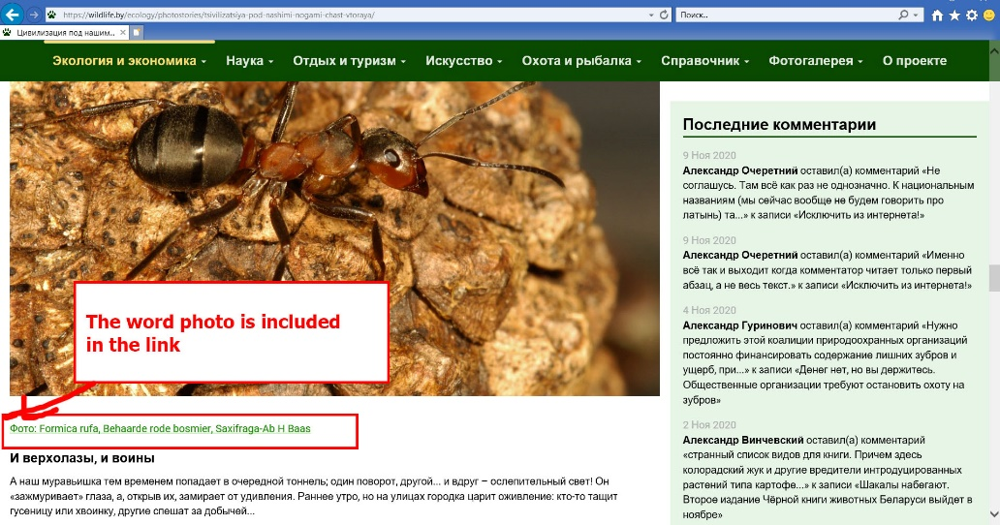 https://wildlife.by/ecology/photostories/tsivilizatsiya-pod-nashimi-nogami-chast-vtoraya/
Поиск...
Цивилизация под нашим...
Экология и экономика
Наука
Отдых и туризм
Искусство
Охота и рыбалка
Справочник
Фотогалерея
О проекте
The word photo is included
in the link
Фото: Formica rufa, Behaarde rode bosmier, Saxifraga-Ab H Baas
И верхолазы, и воины
А наш муравьишка тем временем попадает в очередной тоннель; один поворот, другой... и вдруг – ослепительный свет! Он
«зажмуривает» глаза, а, открыв их, замирает от удивления. Раннее утро, но на улицах городка царит оживление: кто-то тащит
гусеницу или хвоинку, другие спешат за добычей...
Последние комментарии
9 Ноя 2020
Александр Очеретний оставил(а) комментарий «Не
соглашусь. Там всё как раз не однозначно. К национальным
названиям (мы сейчас вообще не будем говорить про
латынь) та...» к записи «Исключить из интернета!»
9 Ноя 2020
Александр Очеретний оставил(а) комментарий «Именно
всё так и выходит когда комментатор читает только первый
абзац, а не весь текст.» к записи «Исключить из интернета!»
4 Ноя 2020
Александр Гуринович оставил(а) комментарий «Нужно
предложить этой коалиции природоохранных организаций
постоянно финансировать содержание лишних зубров и
ущерб, при...» к записи «Денег нет, но вы держитесь.
Общественные организации требуют остановить охоту на
зубров»
2 Ноя 2020
Александр Винчевский оставил(а) комментарий
«странный список видов для книги. Причем здесь
колорадский жук и другие вредители интродуцированных
растений типа картофе...» к записи «Шакалы набегают.
Второе издание Чёрной книги животных Беларуси выйдет в
ноябре»